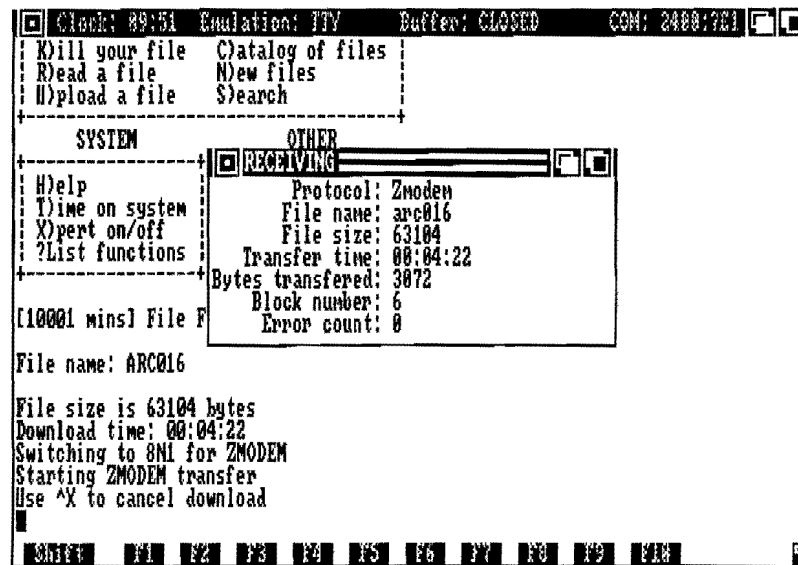 Clock: 09:51 Emulation: TTY Buffer: CLOSED COM: 2400:7E1
K)ill your file C)atalog of files
R)ead a file N)ew files
U)pload a file S)earch
SYSTEM OTHER
H)elp
T)ime on system
X)pert on/off
?List functions
RECEIVING
Protocol: Zmodem
File name: arc016
File size: 63104
Transfer time: 00:04:22
Bytes transfered: 3072
Block number: 6
Error count: 0
[10001 mins] File F
File name: ARC016
File size is 63104 bytes
Download time: 00:04:22
Switching to 8N1 for ZMODEM
Starting ZMODEM transfer
Use ^X to cancel download
Shift F1 F2 F3 F4 F5 F6 F7 F8 F9 F10